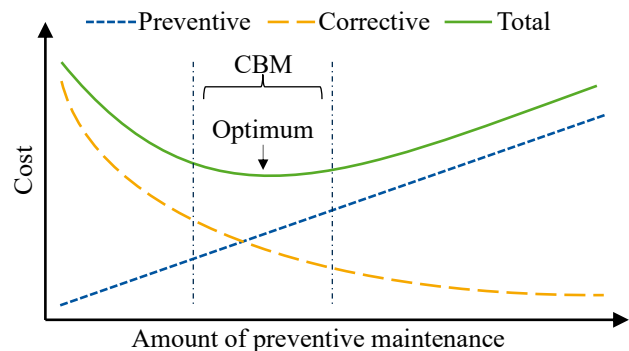 Preventive Corrective Total
CBM
Optimum
Cost
Amount of preventive maintenance